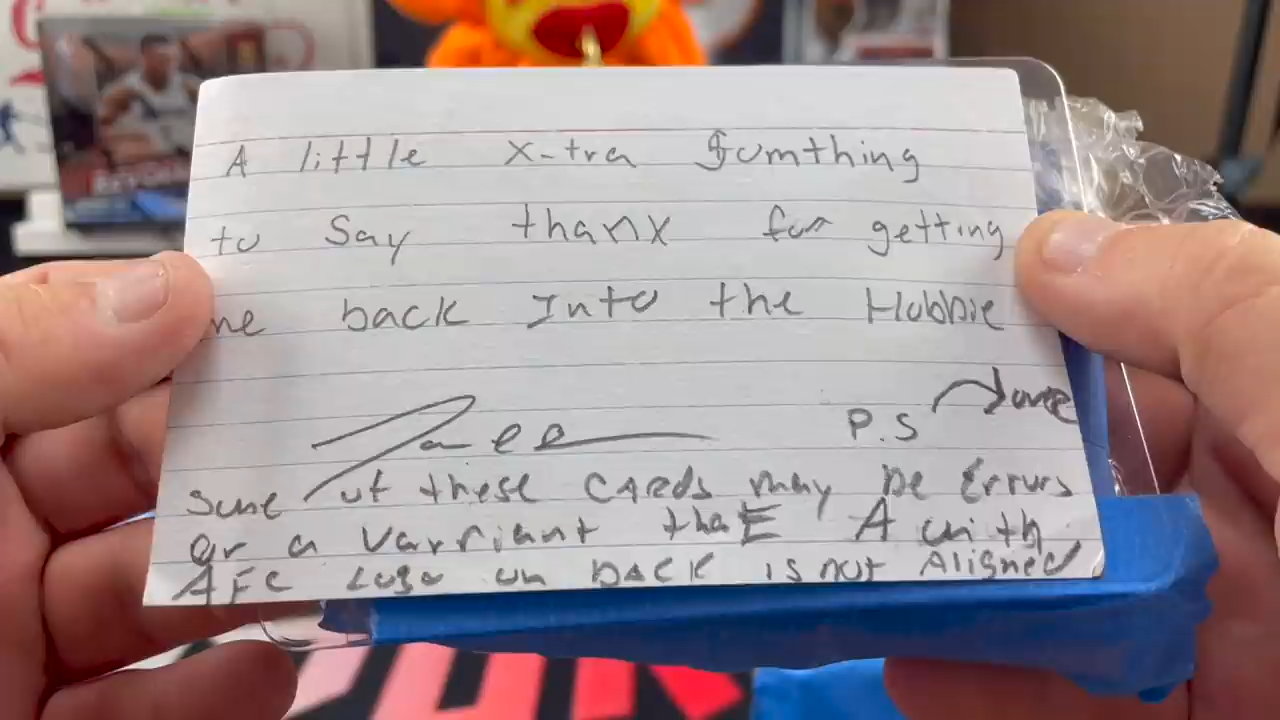 A little x-tra Sumthing
to Say thanx for getting
me back Into the Hobbie
P.S
Sume of these CARDS may be Errors
or a varriant the A with
AFC Logo on BACK is not Aligned